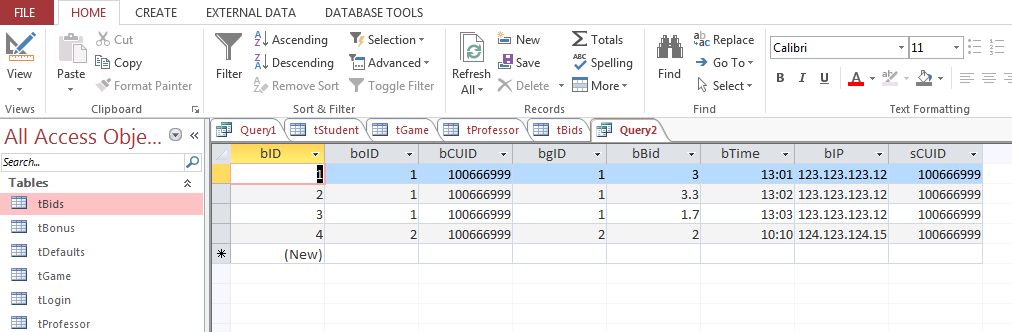 FILE HOME CREATE EXTERNAL DATA DATABASE TOOLS
View
Views
Paste
Cut
Copy
Format Painter
Clipboard
Filter
Ascending
Descending
Remove Sort
Selection
Advanced
Toggle Filter
Sort & Filter
Refresh All
New
Save
Delete
Totals
Spelling
More
Records
Find
Replace
Go To
Select
Find
Calibri 11
B I U A
Text Formatting
All Access Obje...
Search...
Tables
tBids
tBonus
tDefaults
tGame
tLogin
tProfessor
Query1 tStudent tGame tProfessor tBids Query2
bID boID bCUID bgID bBid bTime bIP sCUID
1 1 100666999 1 3 13:01 123.123.123.12 100666999
2 1 100666999 1 3.3 13:02 123.123.123.12 100666999
3 1 100666999 1 1.7 13:03 123.123.123.12 100666999
4 2 100666999 2 2 10:10 124.123.124.15 100666999
* (New)